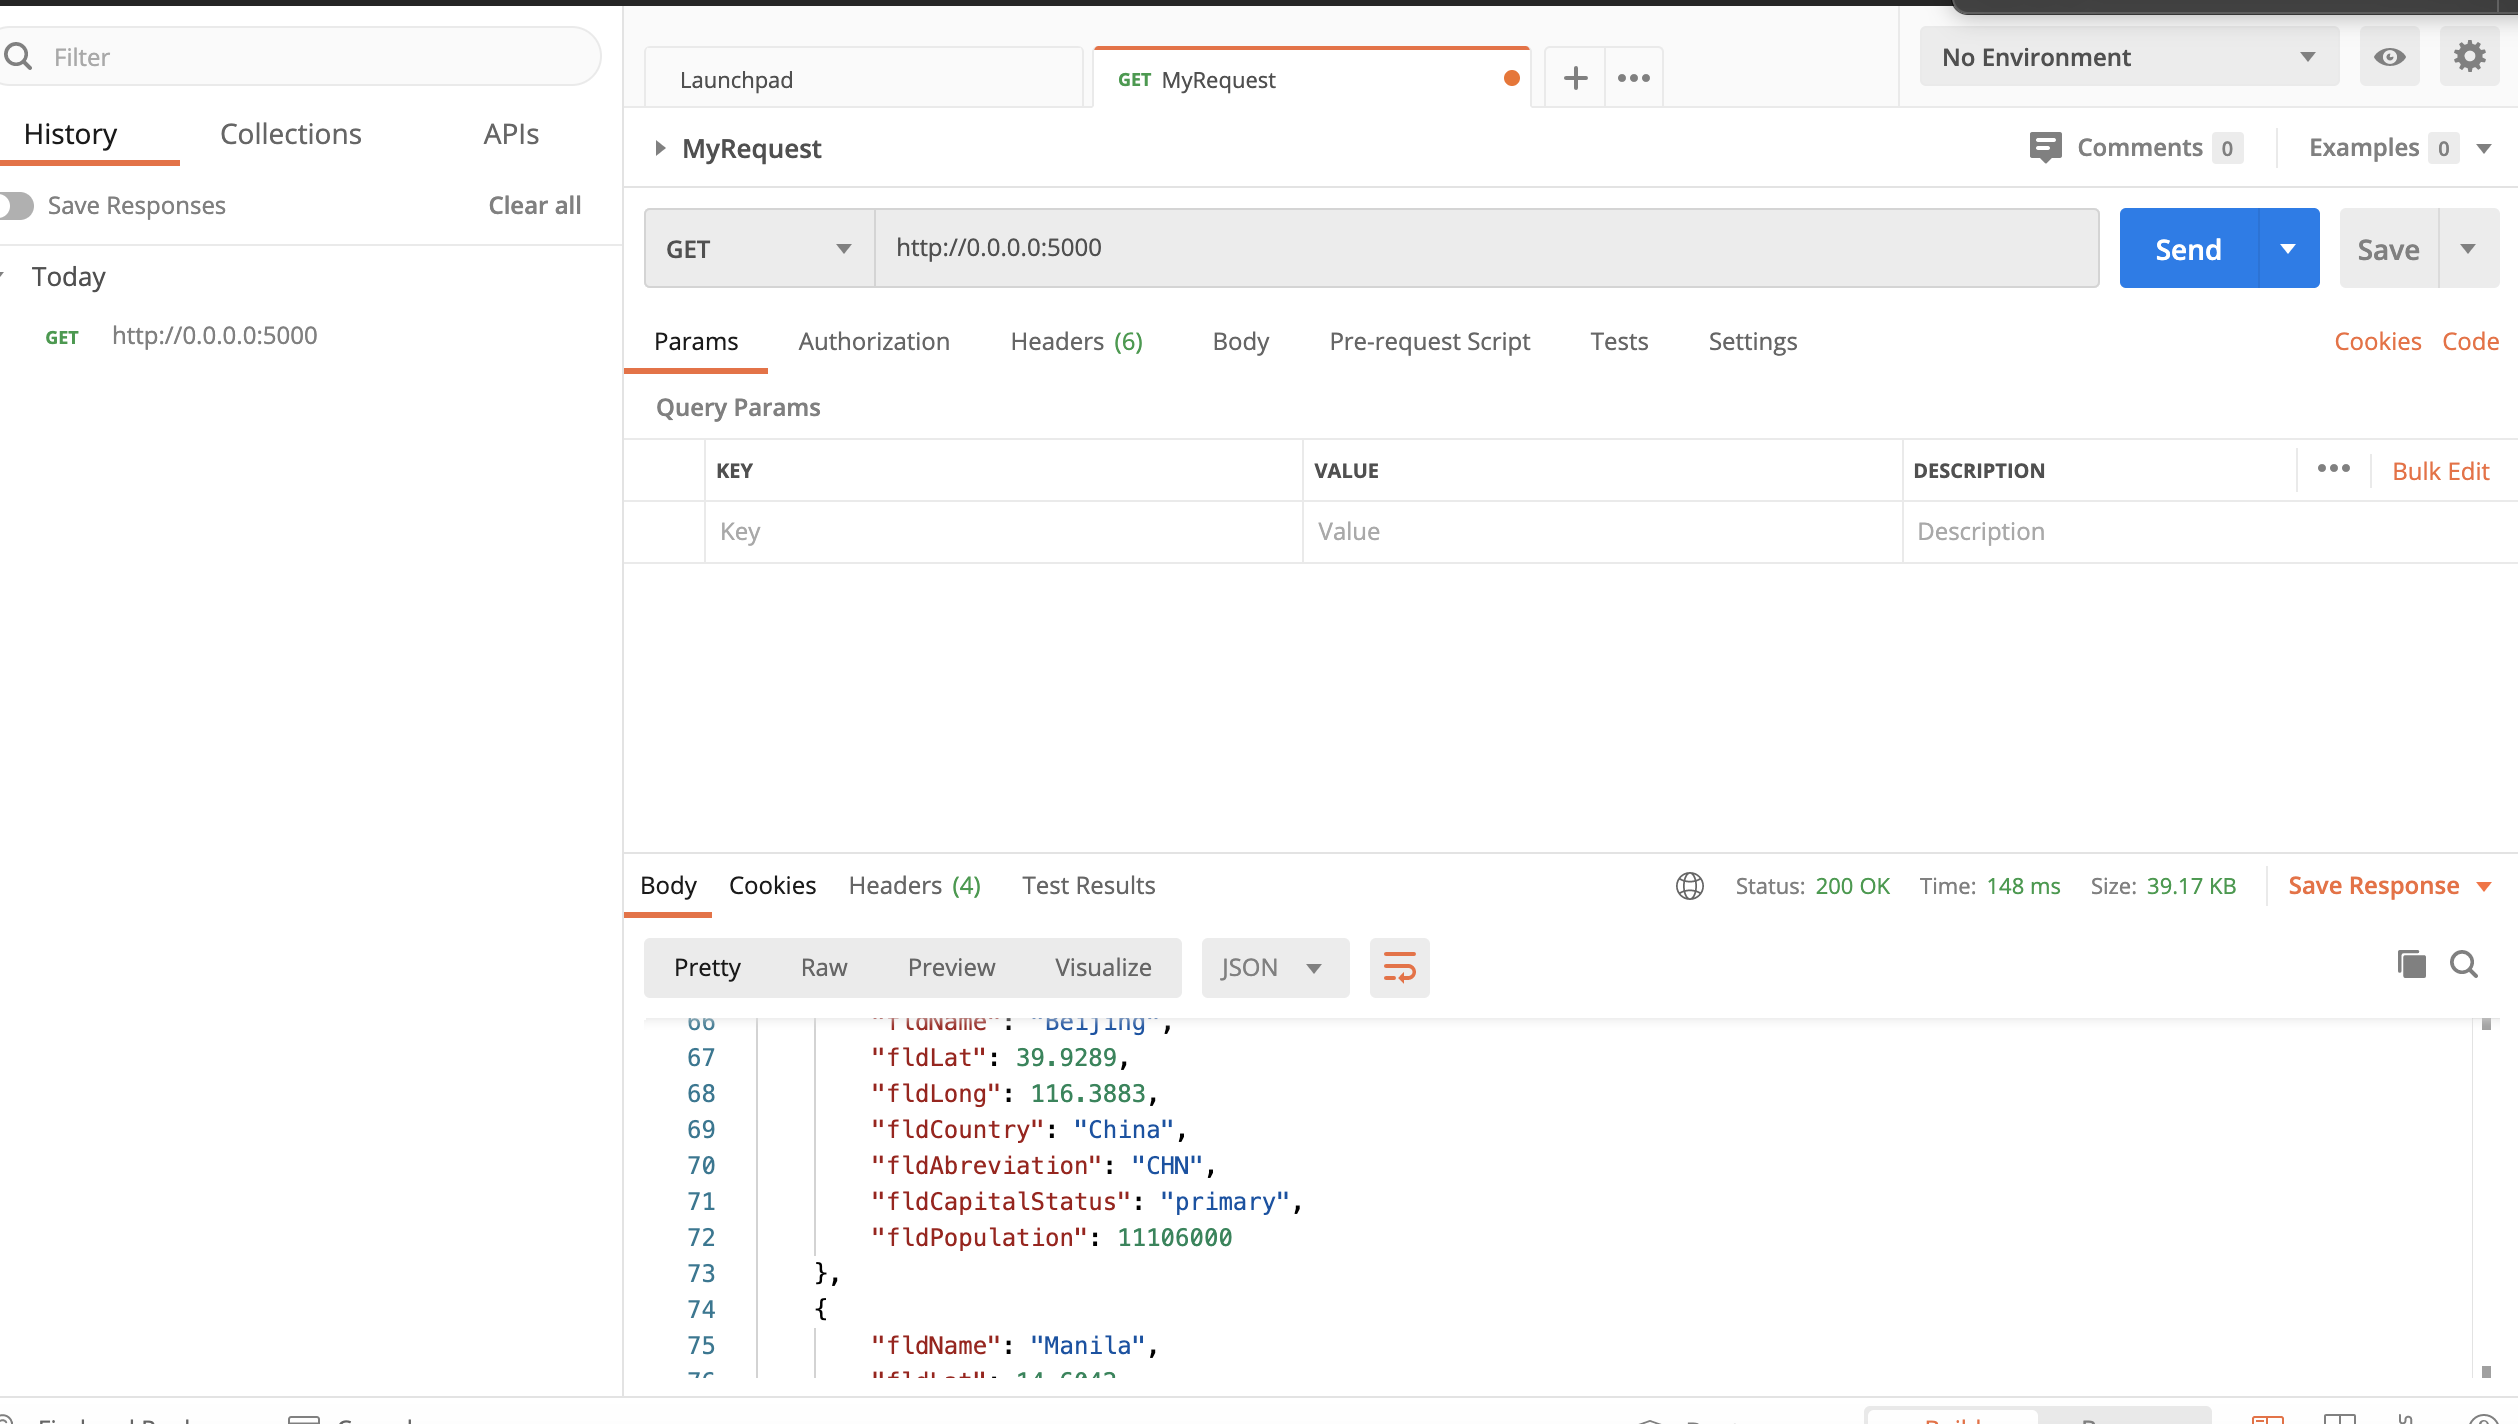 Filter
History Collections APIs
Save Responses Clear all
Today
GET http://0.0.0.0:5000
Launchpad
GET MyRequest
No Environment
MyRequest
Comments 0
Examples 0
GET http://0.0.0.0:5000
Send
Save
Params Authorization Headers (6) Body Pre-request Script Tests Settings
Cookies Code
Query Params
KEY VALUE DESCRIPTION
Bulk Edit
Key Value Description
Body Cookies Headers (4) Test Results
Status: 200 OK Time: 148 ms Size: 39.17 KB
Save Response
Pretty Raw Preview Visualize JSON
66 "fldName": "Beijing",
67 "fldLat": 39.9289,
68 "fldLong": 116.3883,
69 "fldCountry": "China",
70 "fldAbreviation": "CHN",
71 "fldCapitalStatus": "primary",
72 "fldPopulation": 11106000
73 },
74 {
75 "fldName": "Manila",
76 "fldLat": 14.6042